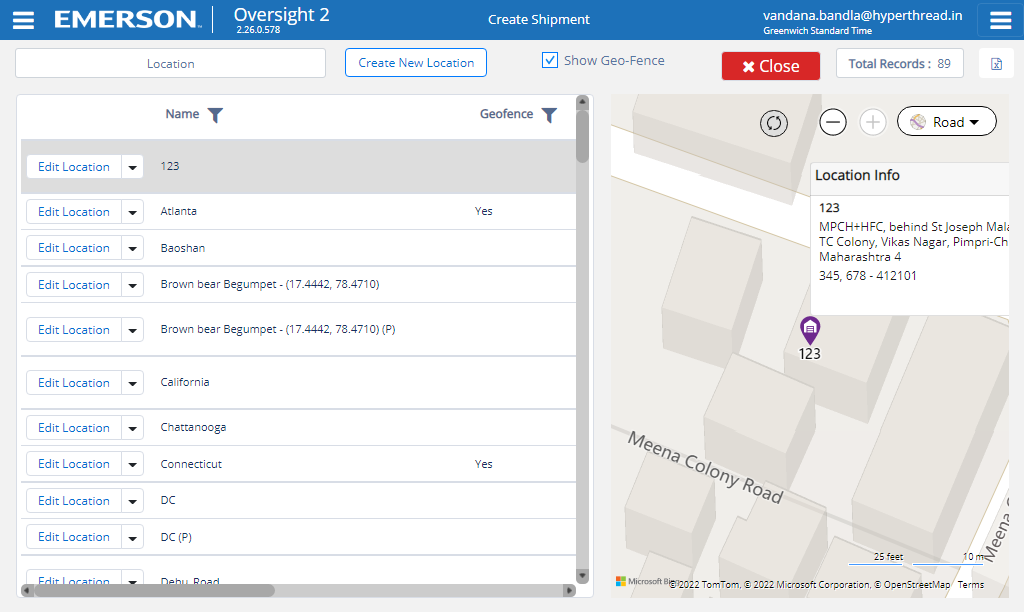 EMERSON
Oversight 2
2.26.0.578
Create Shipment
vandana.bandla@hyperthread.in
Greenwich Standard Time
Location
Create New Location
Show Geo-Fence
Close
Total Records : 89
Name
Geofence
Edit Location 123
Edit Location Atlanta Yes
Edit Location Baoshan
Edit Location Brown bear Begumpet - (17.4442, 78.4710)
Edit Location Brown bear Begumpet - (17.4442, 78.4710) (P)
Edit Location California
Edit Location Chattanooga
Edit Location Connecticut Yes
Edit Location DC
Edit Location DC (P)
Edit Location Dehu_Road
Road
Location Info
123
MPCH+HFC, behind St Joseph Mala
TC Colony, Vikas Nagar, Pimpri-Ch
Maharashtra 4
345, 678 - 412101
123
Meena Colony Road
Meena
25 feet
10 m
Microsoft Bi
© 2022 TomTom, © 2022 Microsoft Corporation, © OpenStreetMap Terms